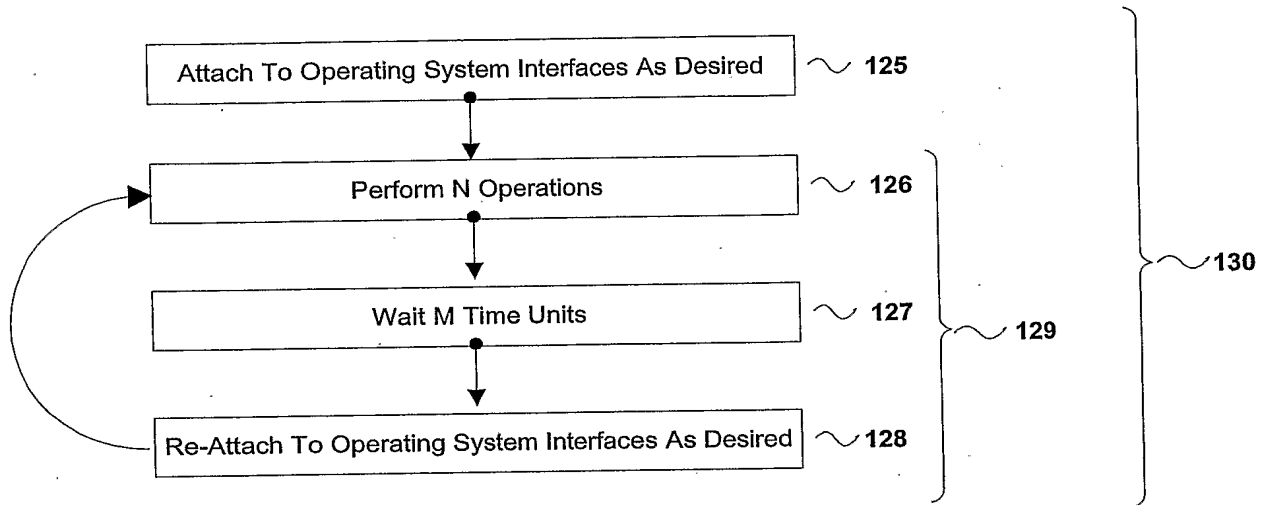 Attach To Operating System Interfaces As Desired 125
Perform N Operations 126
130
Wait M Time Units 127
129
Re-Attach To Operating System Interfaces As Desired 128